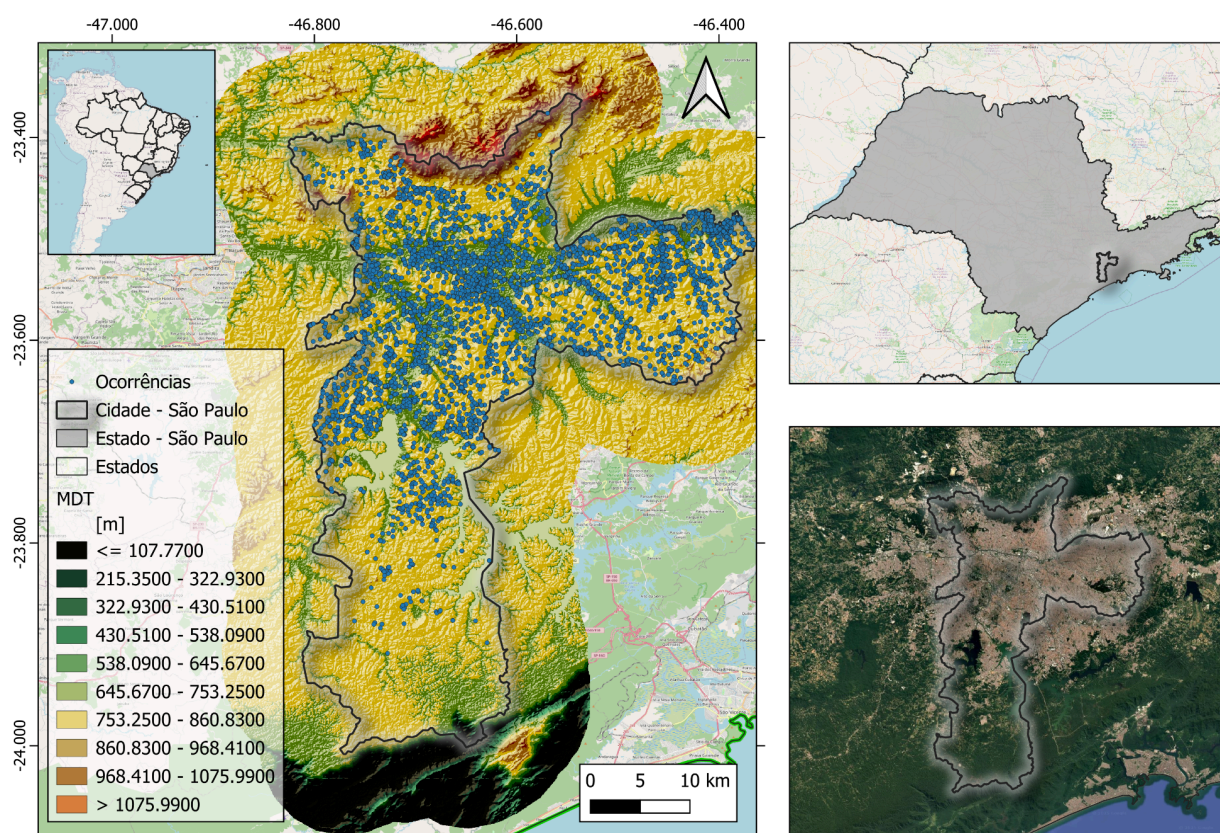 -47.000
-46.800
-46.600
-46.400
-23.400
-23.600
-23.800
-24.000
Ocorrências
Cidade - São Paulo
Estado - São Paulo
Estados
MDT
[m]
<= 107.7700
215.3500 - 322.9300
322.9300 - 430.5100
430.5100 - 538.0900
538.0900 - 645.6700
645.6700 - 753.2500
753.2500 - 860.8300
860.8300 - 968.4100
968.4100 - 1075.9900
> 1075.9900
0 5 10 km